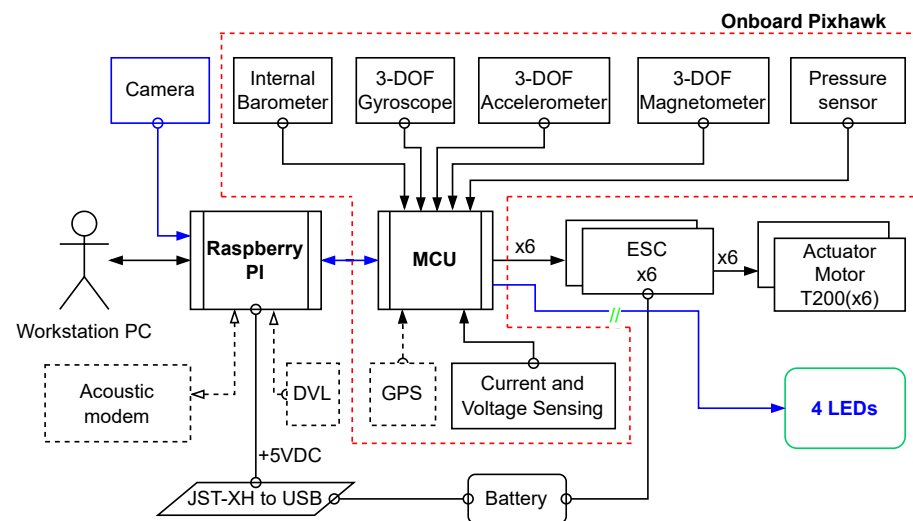 Onboard Pixhawk
Camera
Internal
Barometer
3-DOF
Gyroscope
3-DOF
Accelerometer
3-DOF
Magnetometer
Pressure
sensor
Raspberry
PI
MCU
x6
ESC
x6
x6
Actuator
Motor
T200(x6)
Workstation PC
//
Acoustic
modem
DVL
GPS
Current and
Voltage Sensing
4 LEDs
+5VDC
JST-XH to USB
Battery